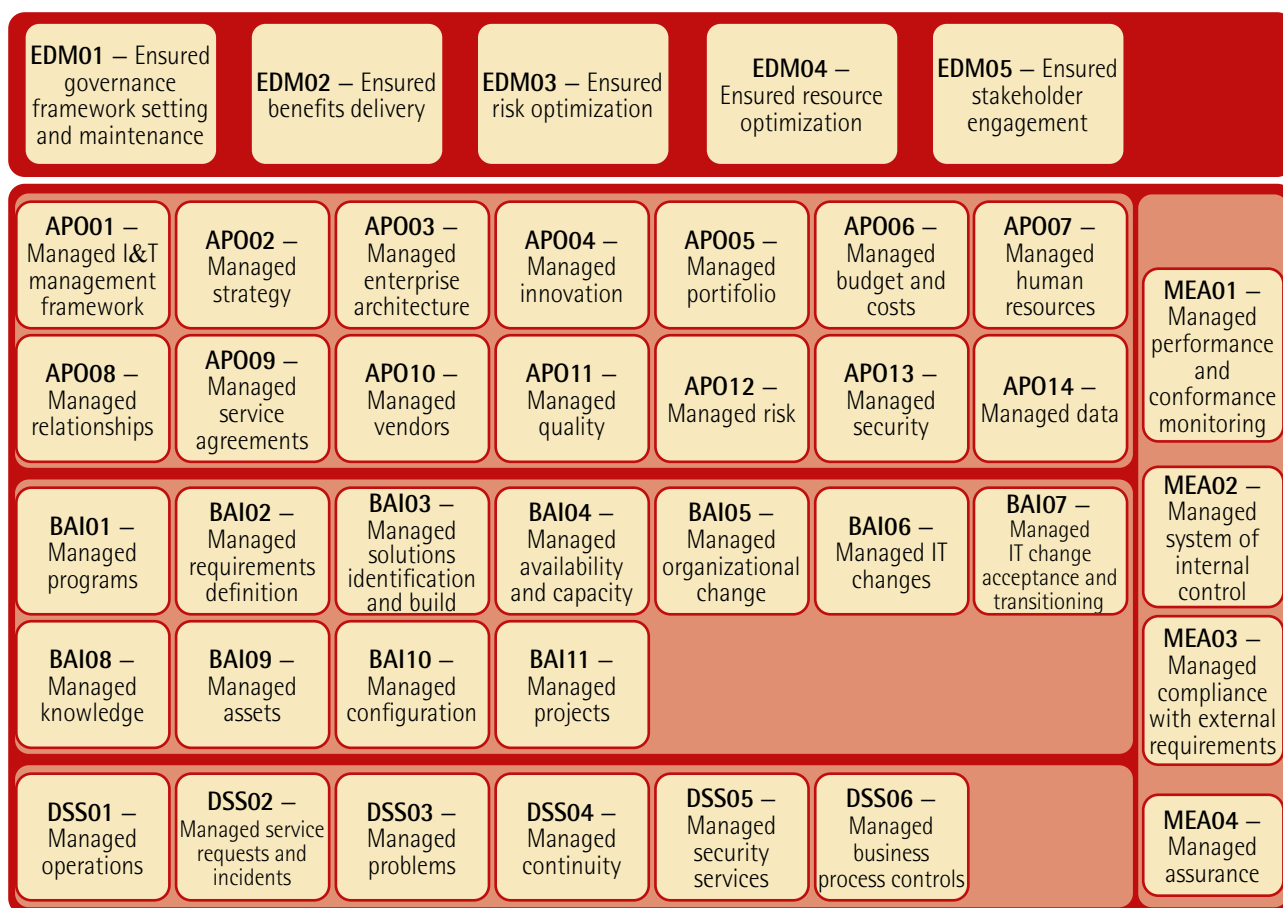 EDM01 – Ensured
governance
framework setting
and maintenance
EDM02 – Ensured
benefits delivery
EDM03 – Ensured
risk optimization
EDM04 –
Ensured resource
optimization
EDM05 – Ensured
stakeholder
engagement
APO01 –
Managed I&T
management
framework
APO02 –
Managed
strategy
APO03 –
Managed
enterprise
architecture
APO04 –
Managed
innovation
APO05 –
Managed
portifolio
APO06 –
Managed
budget and
costs
APO07 –
Managed
human
resources
APO08 –
Managed
relationships
APO09 –
Managed
service
agreements
APO10 –
Managed
vendors
APO11 –
Managed
quality
APO12 –
Managed risk
APO13 –
Managed
security
APO14 –
Managed data
BAI01 –
Managed
programs
BAI02 –
Managed
requirements
definition
BAI03 –
Managed
solutions
identification
and build
BAI04 –
Managed
availability
and capacity
BAI05 –
Managed
organizational
change
BAI06 –
Managed IT
changes
BAI07 –
Managed
IT change
acceptance and
transitioning
BAI08 –
Managed
knowledge
BAI09 –
Managed
assets
BAI10 –
Managed
configuration
BAI11 –
Managed
projects
DSS01 –
Managed
operations
DSS02 –
Managed service
requests and
incidents
DSS03 –
Managed
problems
DSS04 –
Managed
continuity
DSS05 –
Managed
security
services
DSS06 –
Managed
business
process controls
MEA01 –
Managed
performance
and
conformance
monitoring
MEA02 –
Managed
system of
internal
control
MEA03 –
Managed
compliance
with external
requirements
MEA04 –
Managed
assurance